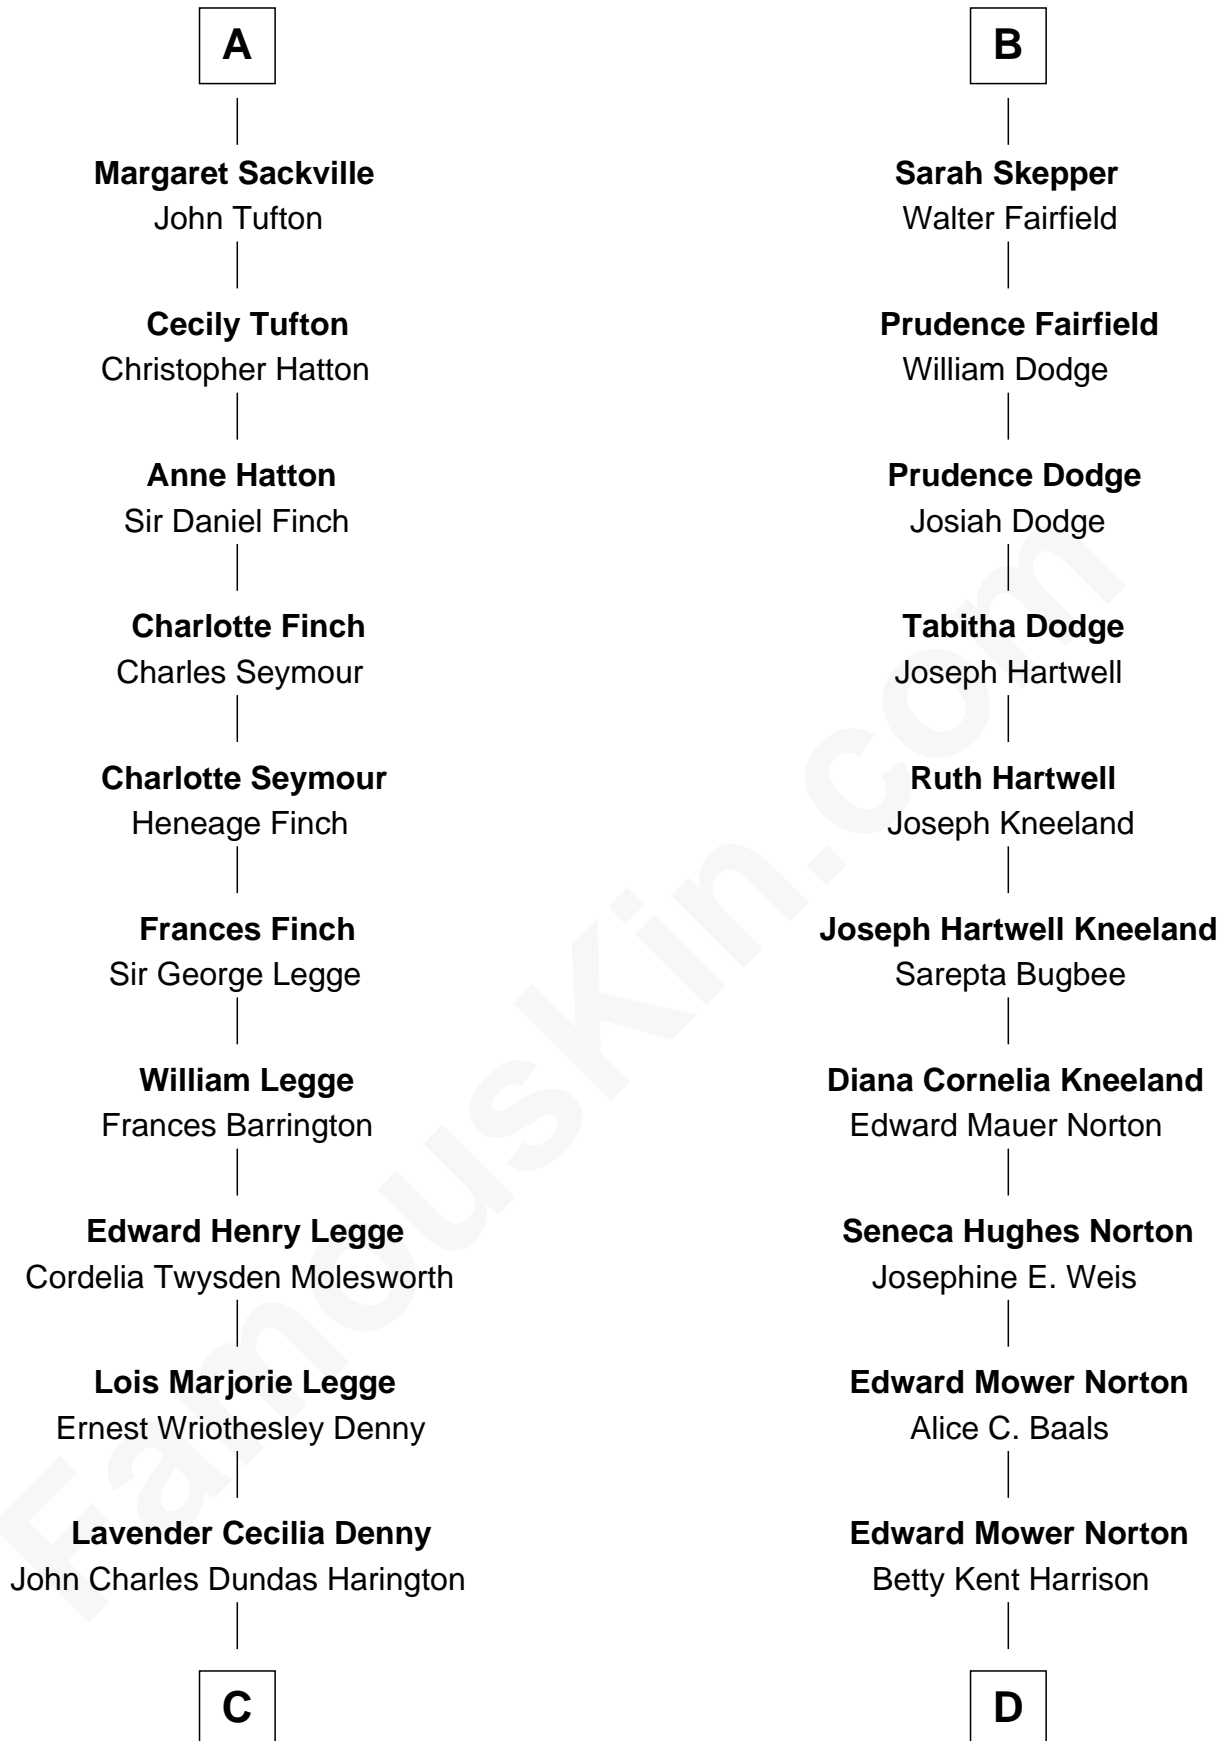 A
Margaret Sackville
John Tufton
Cecily Tufton
Christopher Hatton
Anne Hatton
Sir Daniel Finch
Charlotte Finch
Charles Seymour
Charlotte Seymour
Heneage Finch
Frances Finch
Sir George Legge
William Legge
Frances Barrington
Edward Henry Legge
Cordelia Twysden Molesworth
Lois Marjorie Legge
Ernest Wriothesley Denny
Lavender Cecilia Denny
John Charles Dundas Harington
C
B
Sarah Skepper
Walter Fairfield
Prudence Fairfield
William Dodge
Prudence Dodge
Josiah Dodge
Tabitha Dodge
Joseph Hartwell
Ruth Hartwell
Joseph Kneeland
Joseph Hartwell Kneeland
Sarepta Bugbee
Diana Cornelia Kneeland
Edward Mauer Norton
Seneca Hughes Norton
Josephine E. Weis
Edward Mower Norton
Alice C. Baals
Edward Mower Norton
Betty Kent Harrison
D
FamousKin.com